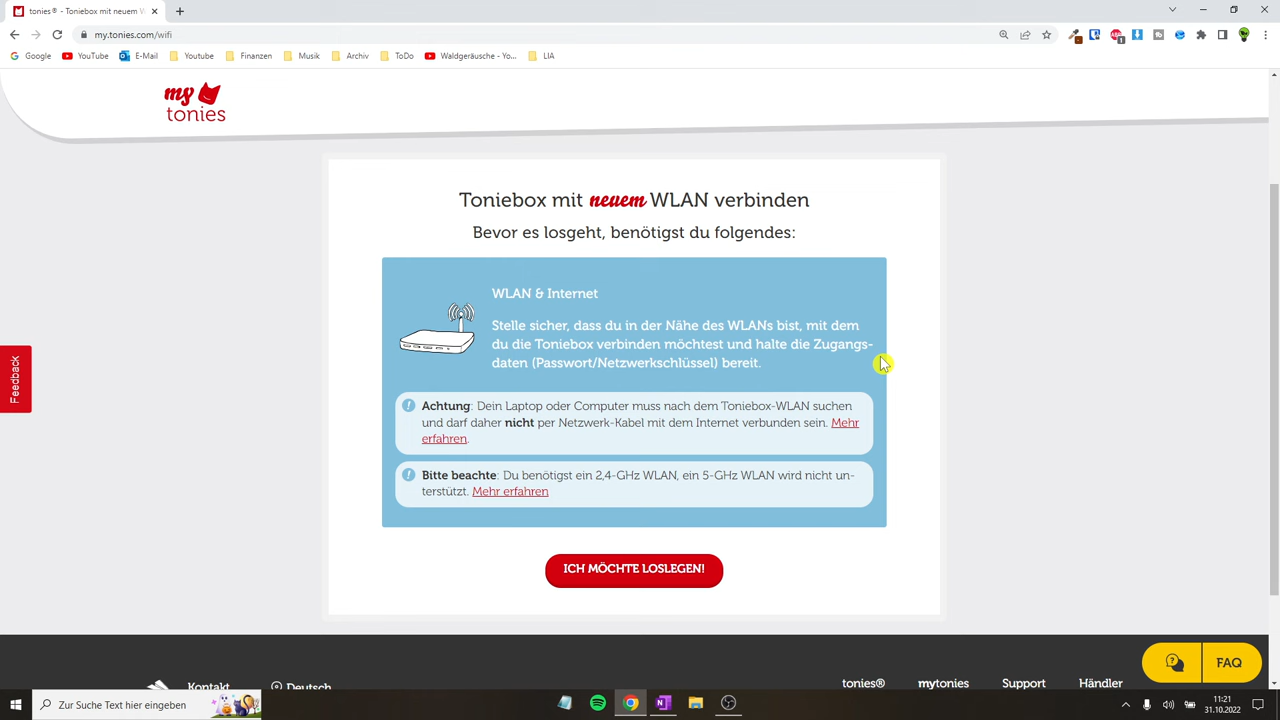 tonies® - Toniebox mit neuem W
my.tonies.com/wifi
Google
YouTube
E-Mail
Youtube
Finanzen
Musik
Archiv
ToDo
Waldgeräusche - Yo...
LIA
my
tonies
Toniebox mit neuem WLAN verbinden
Bevor es losgeht, benötigst du folgendes:
WLAN & Internet
Stelle sicher, dass du in der Nähe des WLANs bist, mit dem
du die Toniebox verbinden möchtest und halte die Zugangs-
daten (Passwort/Netzwerkschlüssel) bereit.
Achtung: Dein Laptop oder Computer muss nach dem Toniebox-WLAN suchen
und darf daher nicht per Netzwerk-Kabel mit dem Internet verbunden sein. Mehr
erfahren.
Bitte beachte: Du benötigst ein 2,4-GHz WLAN, ein 5-GHz WLAN wird nicht un-
terstützt. Mehr erfahren
ICH MÖCHTE LOSLEGEN!
Feedback
FAQ
Kontakt
Deutsch
tonies®
mytonies
Support
Händler
Zur Suche Text hier eingeben
11:21
31.10.2022